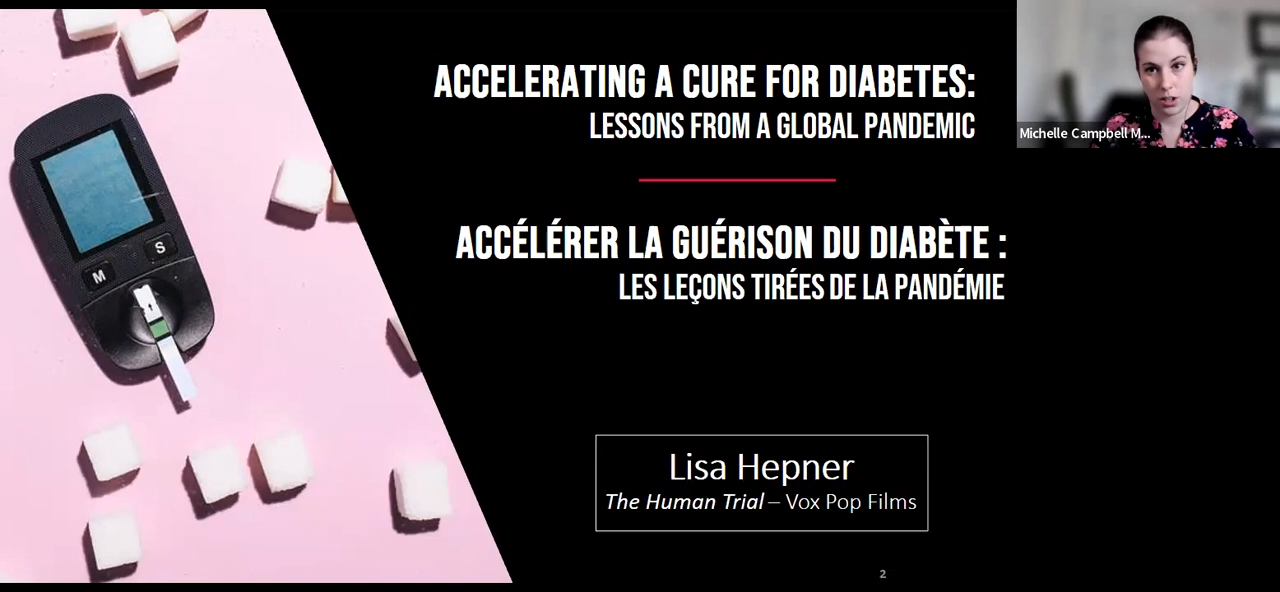 ACCELERATING A CURE FOR DIABETES:
LESSONS FROM A GLOBAL PANDEMIC
Michelle Campbell M...
ACCÉLÉRER LA GUÉRISON DU DIABÈTE :
LES LEÇONS TIRÉES DE LA PANDÉMIE
M S
Lisa Hepner
The Human Trial – Vox Pop Films
2